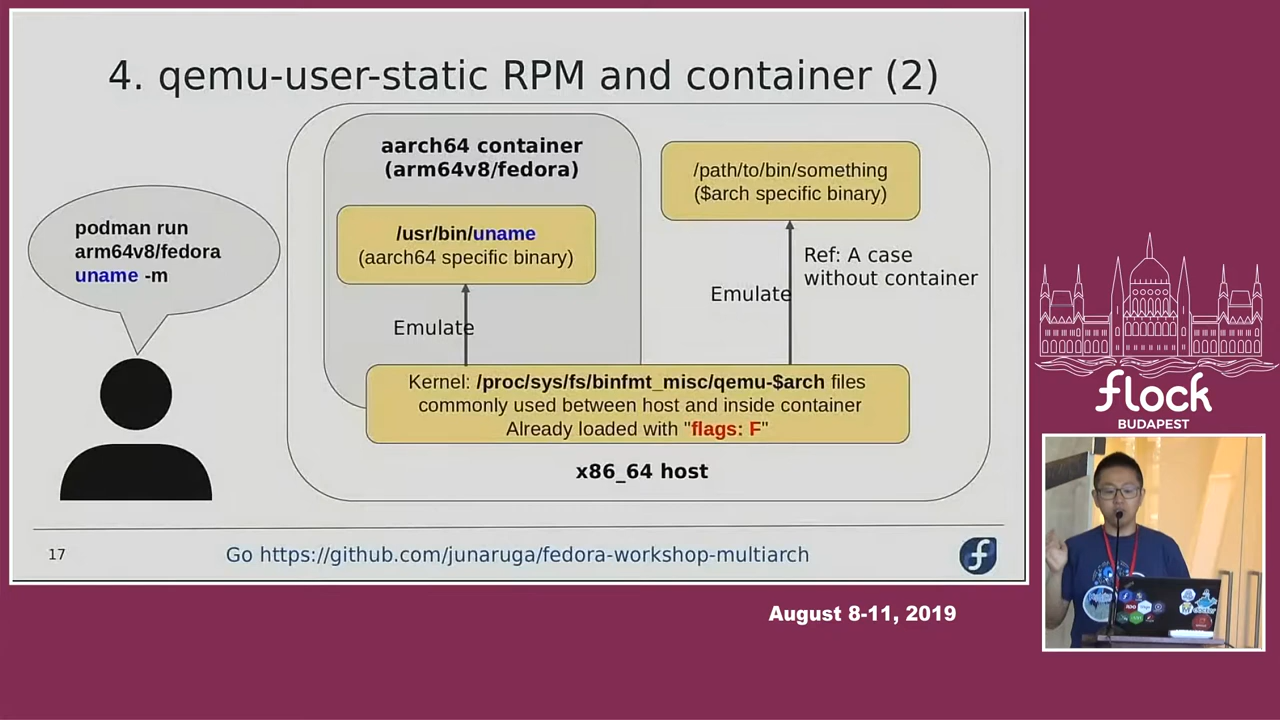 4. qemu-user-static RPM and container (2)
podman run
arm64v8/fedora
uname -m
aarch64 container
(arm64v8/fedora)
/usr/bin/uname
(aarch64 specific binary)
Emulate
/path/to/bin/something
($arch specific binary)
Ref: A case
without container
Emulate
Kernel: /proc/sys/fs/binfmt_misc/qemu-$arch files
commonly used between host and inside container
Already loaded with "flags: F"
x86_64 host
17
Go https://github.com/junaruga/fedora-workshop-multiarch
flock
BUDAPEST
August 8-11, 2019